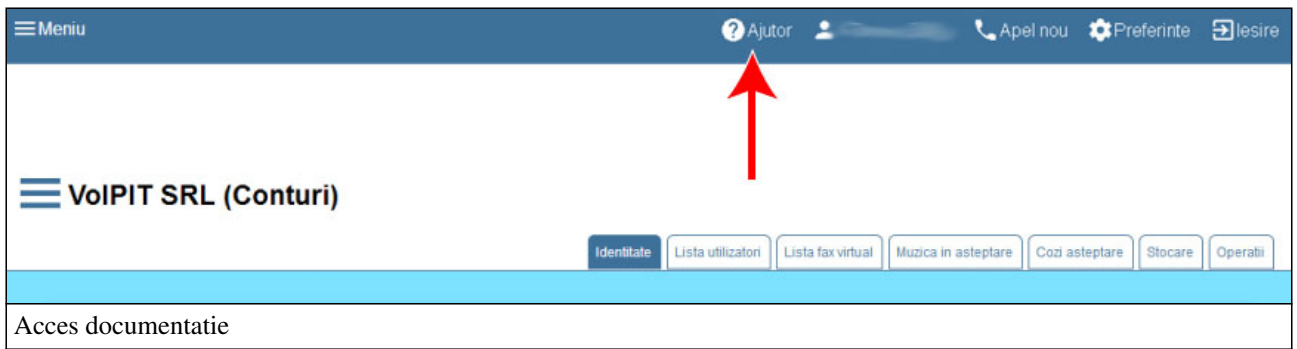 Meniu Ajutor Apel nou Preferinte Iesire
VoIPIT SRL (Conturi)
Identitate Lista utilizatori Lista fax virtual Muzica in asteptare Cozi asteptare Stocare Operatii
Acces documentatie